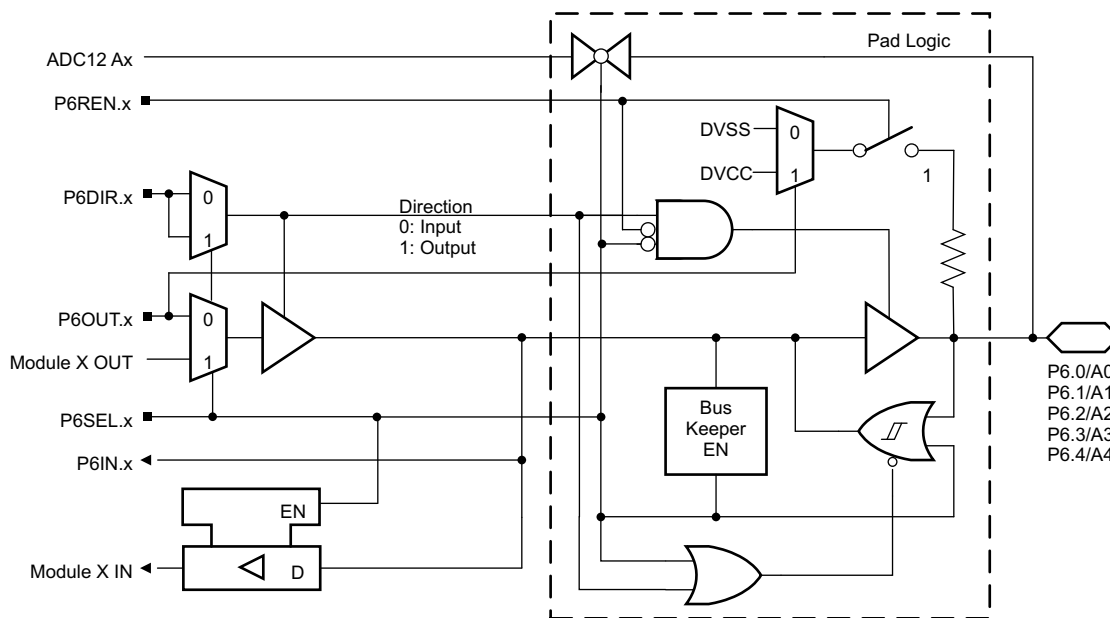 Pad Logic
ADC12 Ax
P6REN.x
DVSS
0
DVCC
1
1
P6DIR.x
0
1
Direction
0: Input
1: Output
P6OUT.x
0
Module X OUT
1
P6SEL.x
P6IN.x
Bus
Keeper
EN
P6.0/A0
P6.1/A1
P6.2/A2
P6.3/A3
P6.4/A4
EN
D
Module X IN